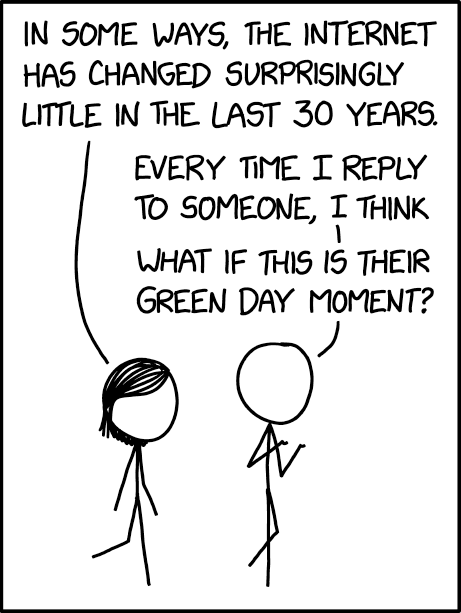 IN SOME WAYS, THE INTERNET
HAS CHANGED SURPRISINGLY
LITTLE IN THE LAST 30 YEARS.
EVERY TIME I REPLY
TO SOMEONE, I THINK
WHAT IF THIS IS THEIR
GREEN DAY MOMENT?